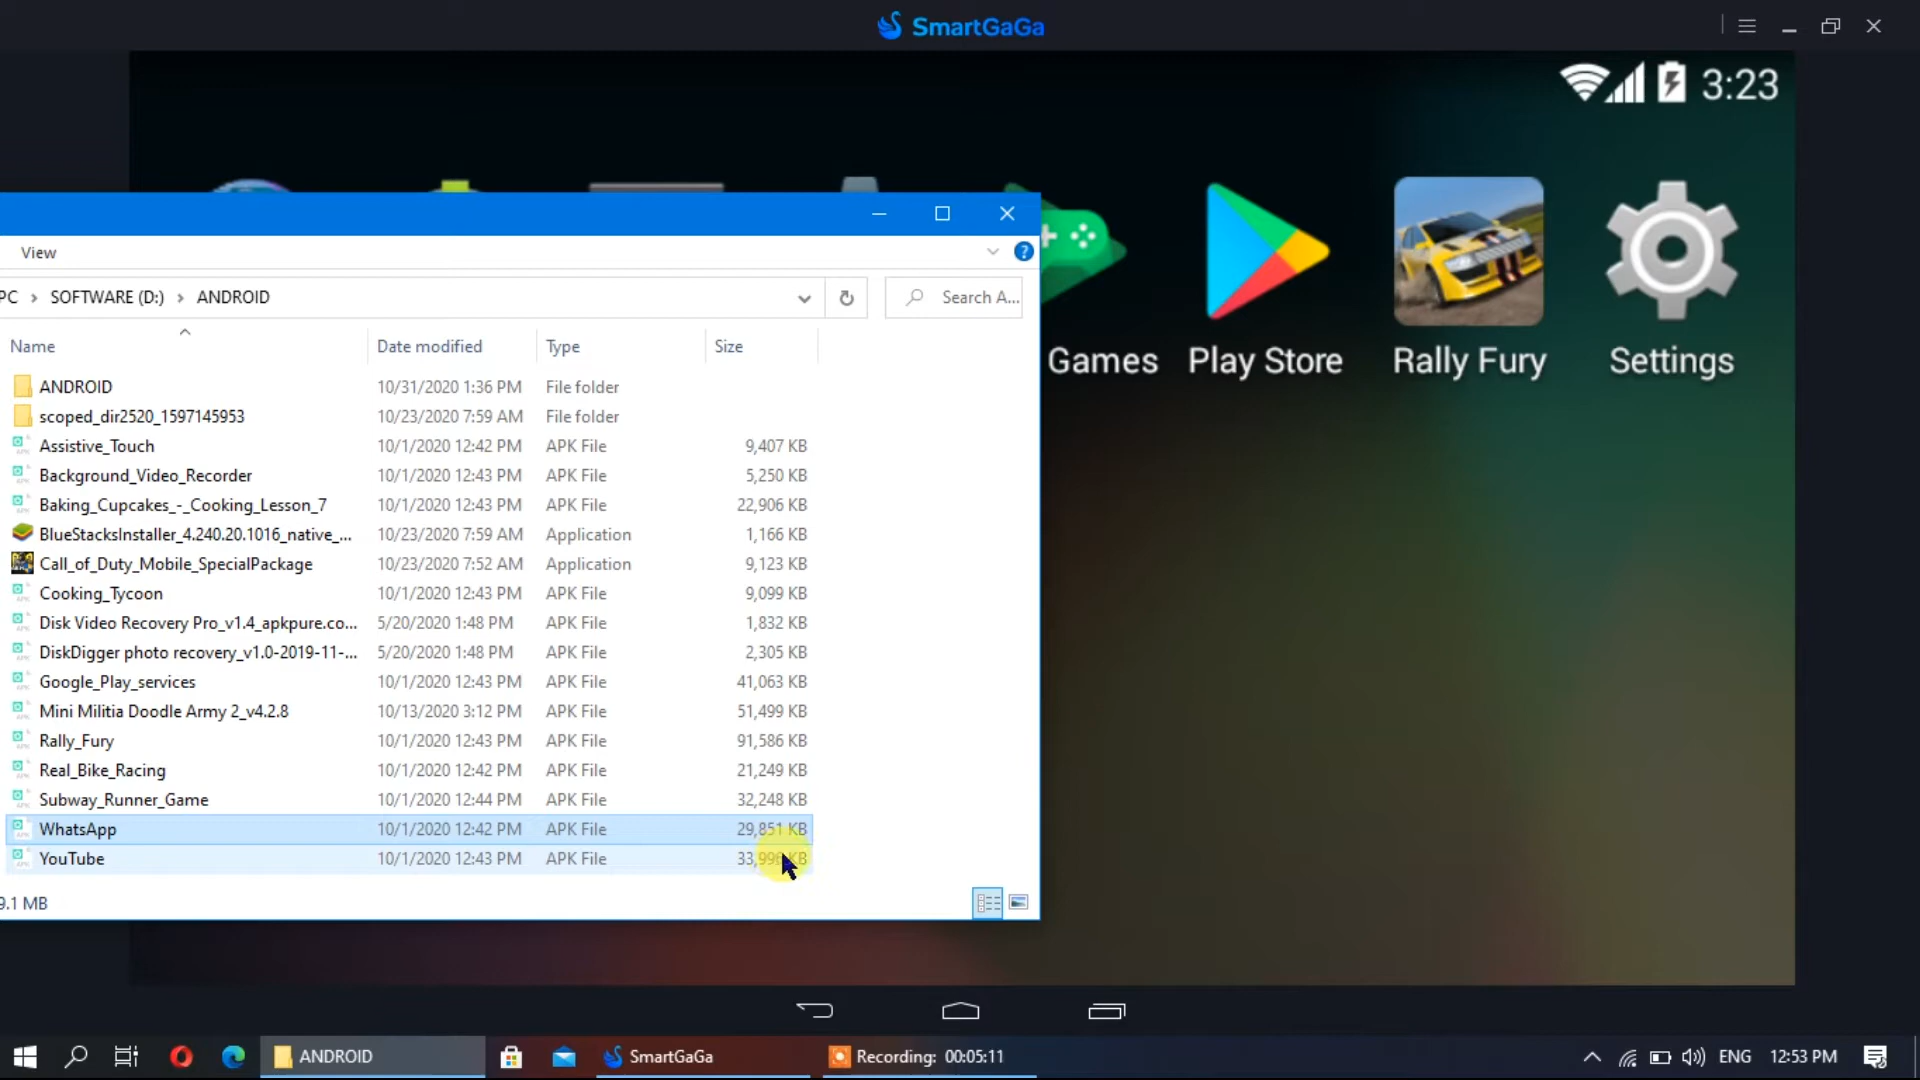 SmartGaGa
3:23
View
PC > SOFTWARE (D:) > ANDROID
Search A...
Name Date modified Type Size
ANDROID 10/31/2020 1:36 PM File folder
scoped_dir2520_1597145953 10/23/2020 7:59 AM File folder
Assistive_Touch 10/1/2020 12:42 PM APK File 9,407 KB
Background_Video_Recorder 10/1/2020 12:43 PM APK File 5,250 KB
Baking_Cupcakes_-_Cooking_Lesson_7 10/1/2020 12:43 PM APK File 22,906 KB
BlueStacksInstaller_4.240.20.1016_native_... 10/23/2020 7:59 AM Application 1,166 KB
Call_of_Duty_Mobile_SpecialPackage 10/23/2020 7:52 AM Application 9,123 KB
Cooking_Tycoon 10/1/2020 12:43 PM APK File 9,099 KB
Disk Video Recovery Pro_v1.4_apkpure.co... 5/20/2020 1:48 PM APK File 1,832 KB
DiskDigger photo recovery_v1.0-2019-11-... 5/20/2020 1:48 PM APK File 2,305 KB
Google_Play_services 10/1/2020 12:43 PM APK File 41,063 KB
Mini Militia Doodle Army 2_v4.2.8 10/13/2020 3:12 PM APK File 51,499 KB
Rally_Fury 10/1/2020 12:43 PM APK File 91,586 KB
Real_Bike_Racing 10/1/2020 12:42 PM APK File 21,249 KB
Subway_Runner_Game 10/1/2020 12:44 PM APK File 32,248 KB
WhatsApp 10/1/2020 12:42 PM APK File 29,851 KB
YouTube 10/1/2020 12:43 PM APK File KB
9.1 MB
Games Play Store Rally Fury Settings
ANDROID SmartGaGa Recording: 00:05:11 ENG 12:53 PM